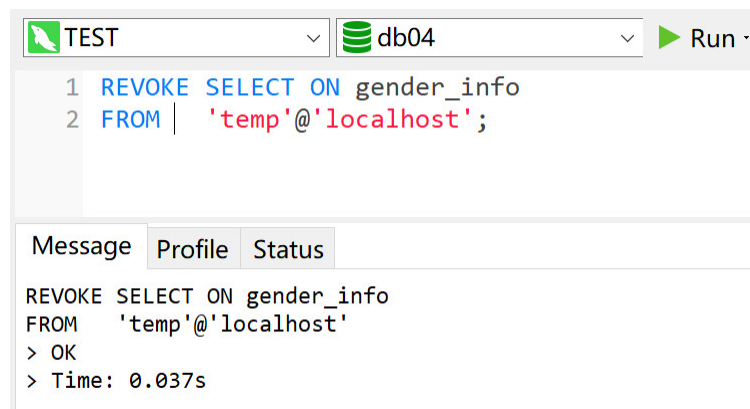 TEST db04 Run
1 REVOKE SELECT ON gender_info
2 FROM 'temp'@'localhost';
Message Profile Status
REVOKE SELECT ON gender_info
FROM 'temp'@'localhost'
> OK
> Time: 0.037s